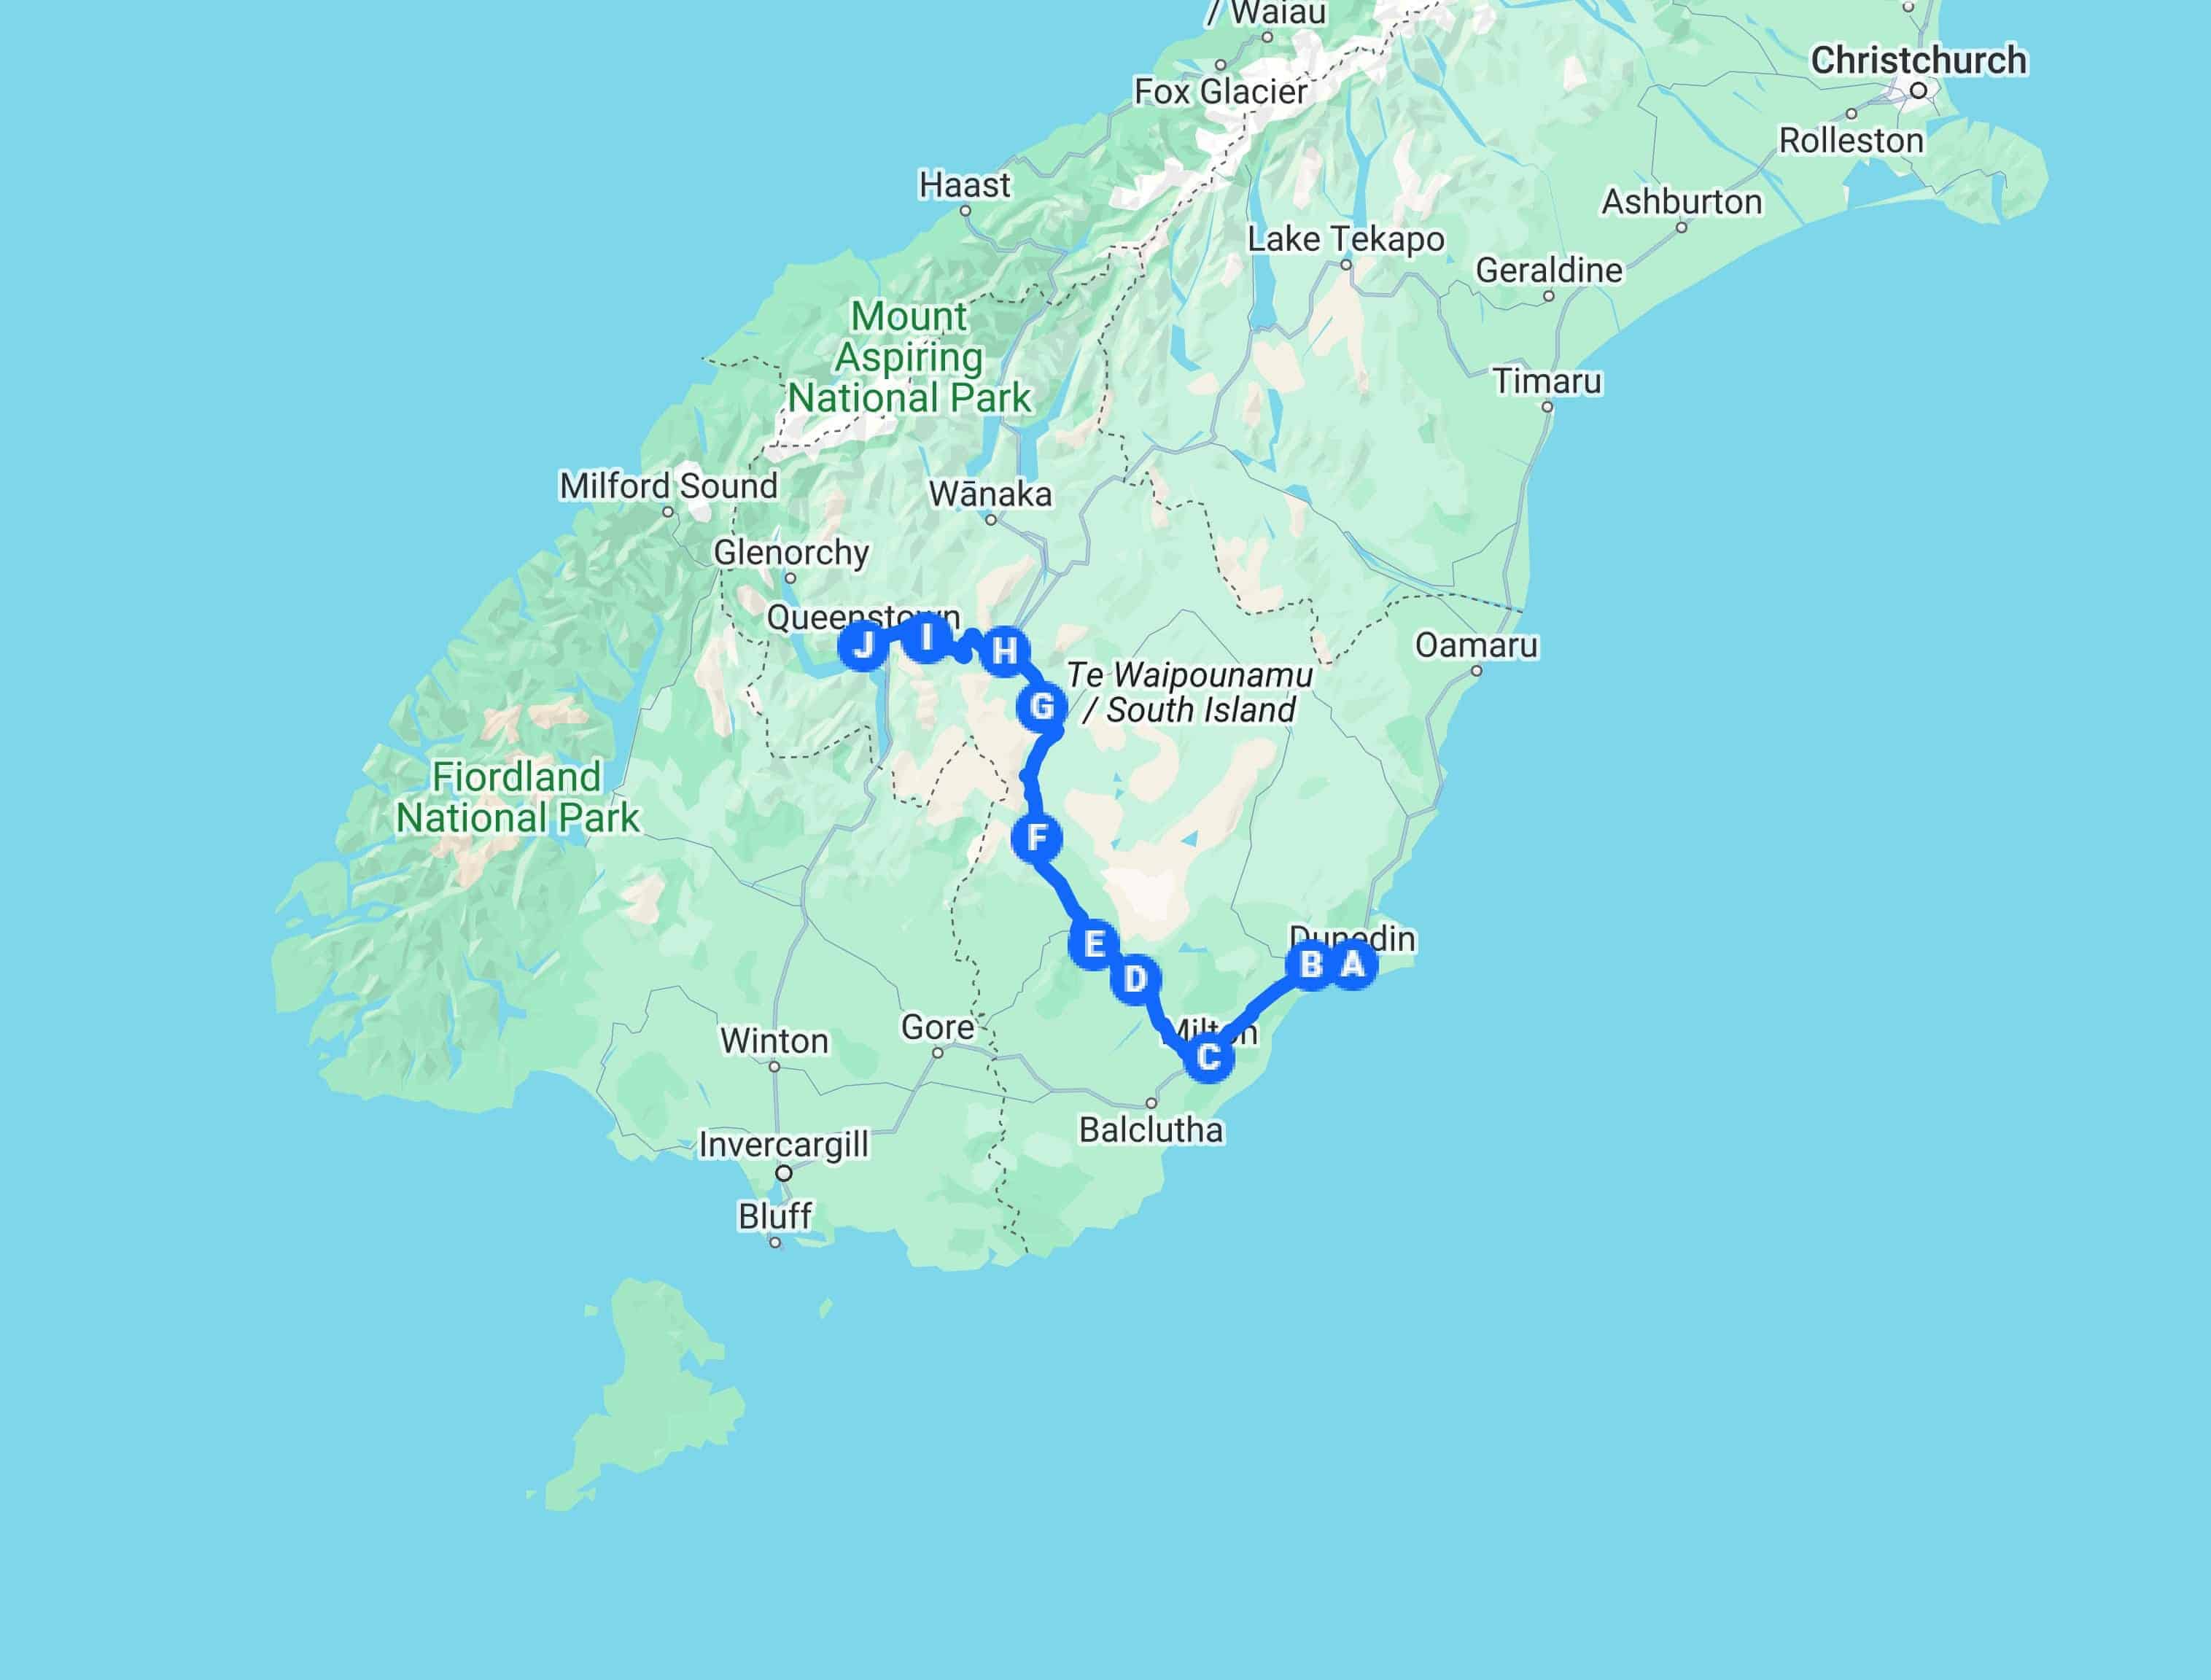 / Waiau
Christchurch
Fox Glacier
Rolleston
Haast
Ashburton
Lake Tekapo
Geraldine
Mount
Aspiring
National Park
Timaru
Milford Sound
Wānaka
Glenorchy
Queenstown
J
I
H
Oamaru
Te Waipounamu
/ South Island
G
Fiordland
National Park
F
Dunedin
E
B
A
D
Milton
C
Gore
Winton
Balclutha
Invercargill
Bluff